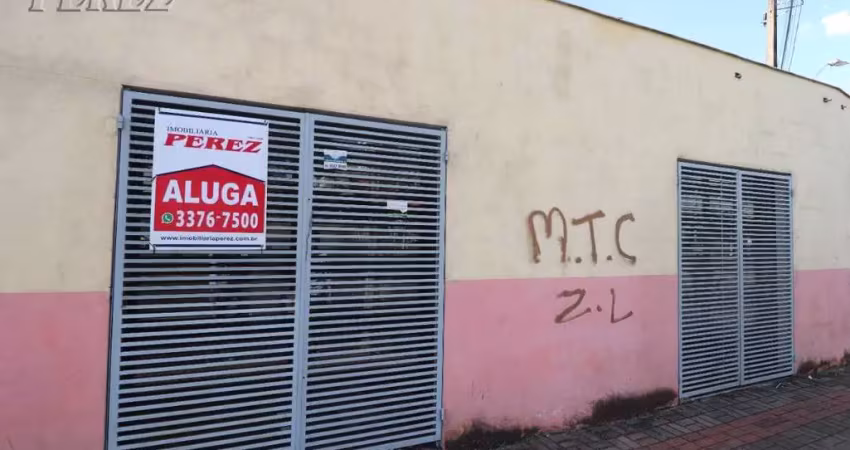 PEREZ
IMOBILIÁRIA
PEREZ
ALUGA
3376-7500
www.imobiliariaperez.com.br
M.T.C
Z.L